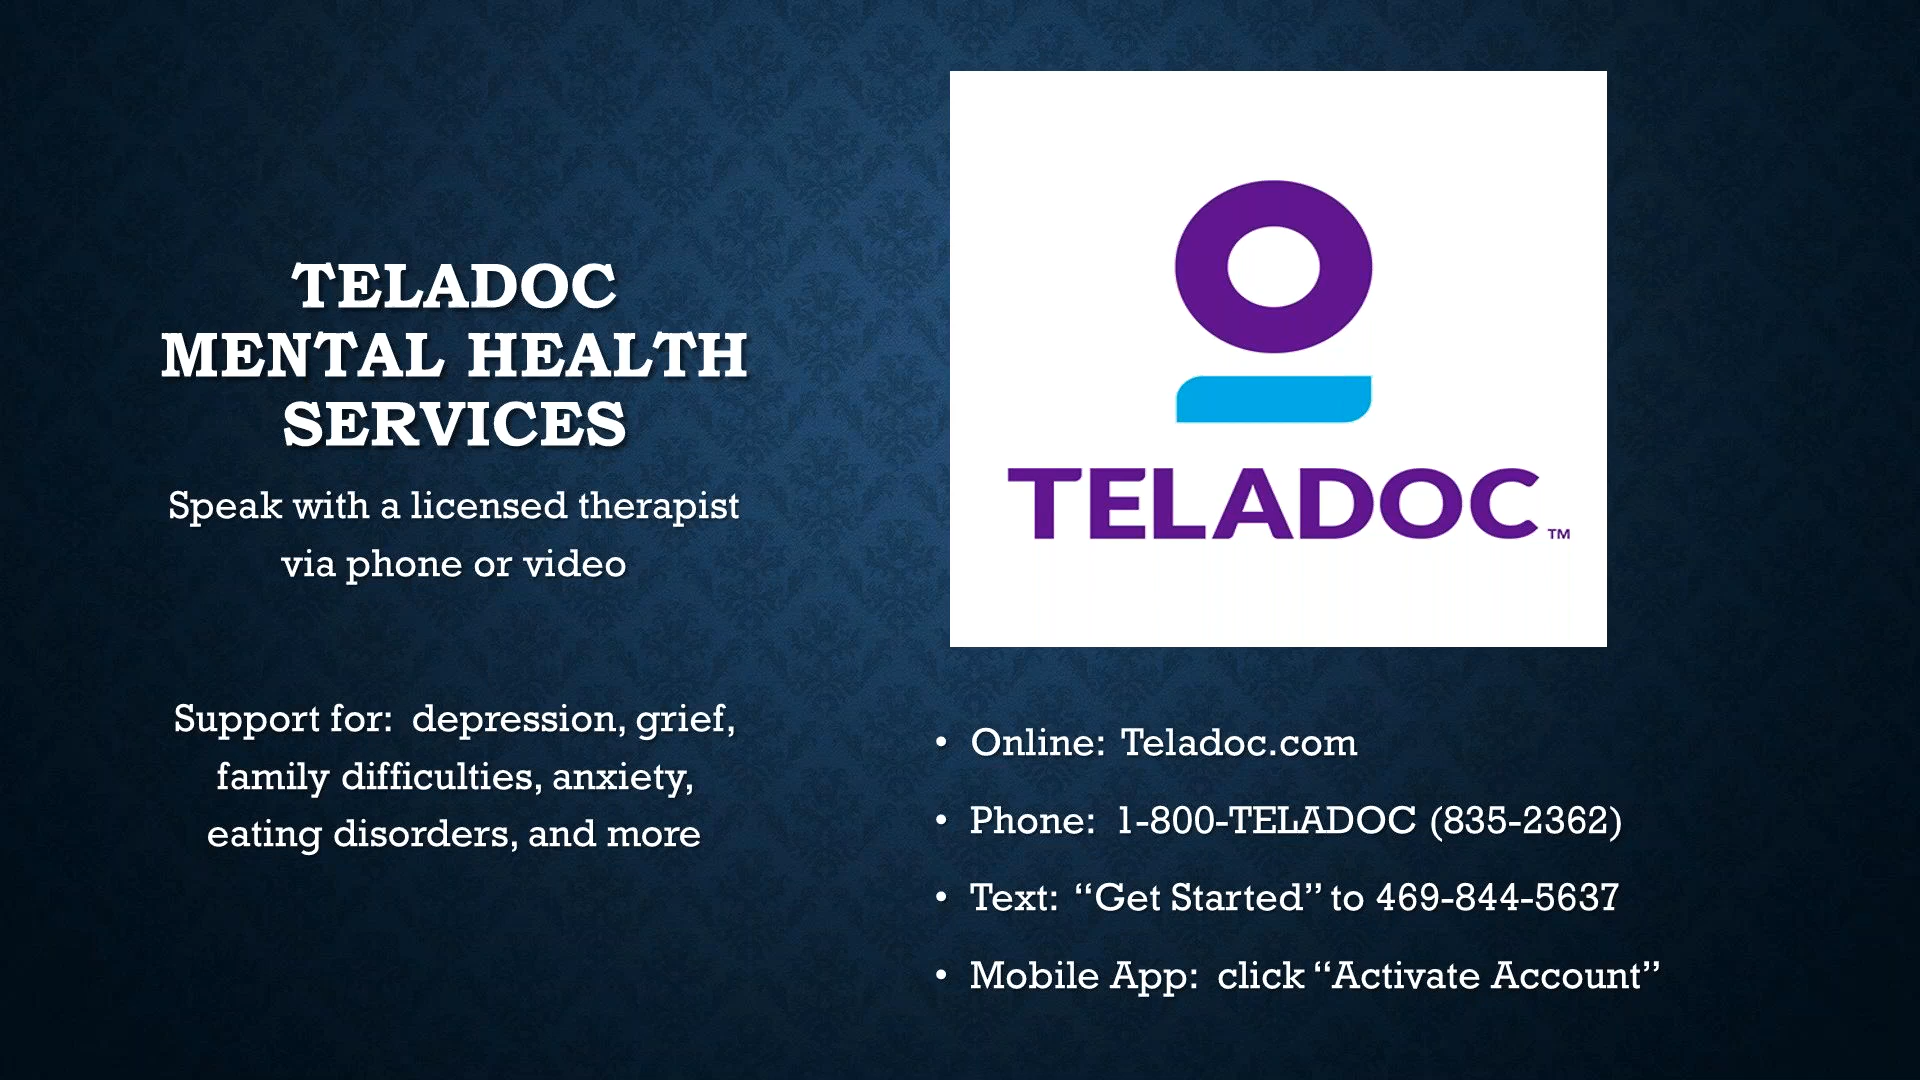 TELADOC
MENTAL HEALTH
SERVICES
Speak with a licensed therapist
via phone or video
Support for:  depression, grief,
family difficulties, anxiety,
eating disorders, and more
TELADOC™
• Online:  Teladoc.com
• Phone:  1-800-TELADOC (835-2362)
• Text:  “Get Started” to 469-844-5637
• Mobile App:  click “Activate Account”